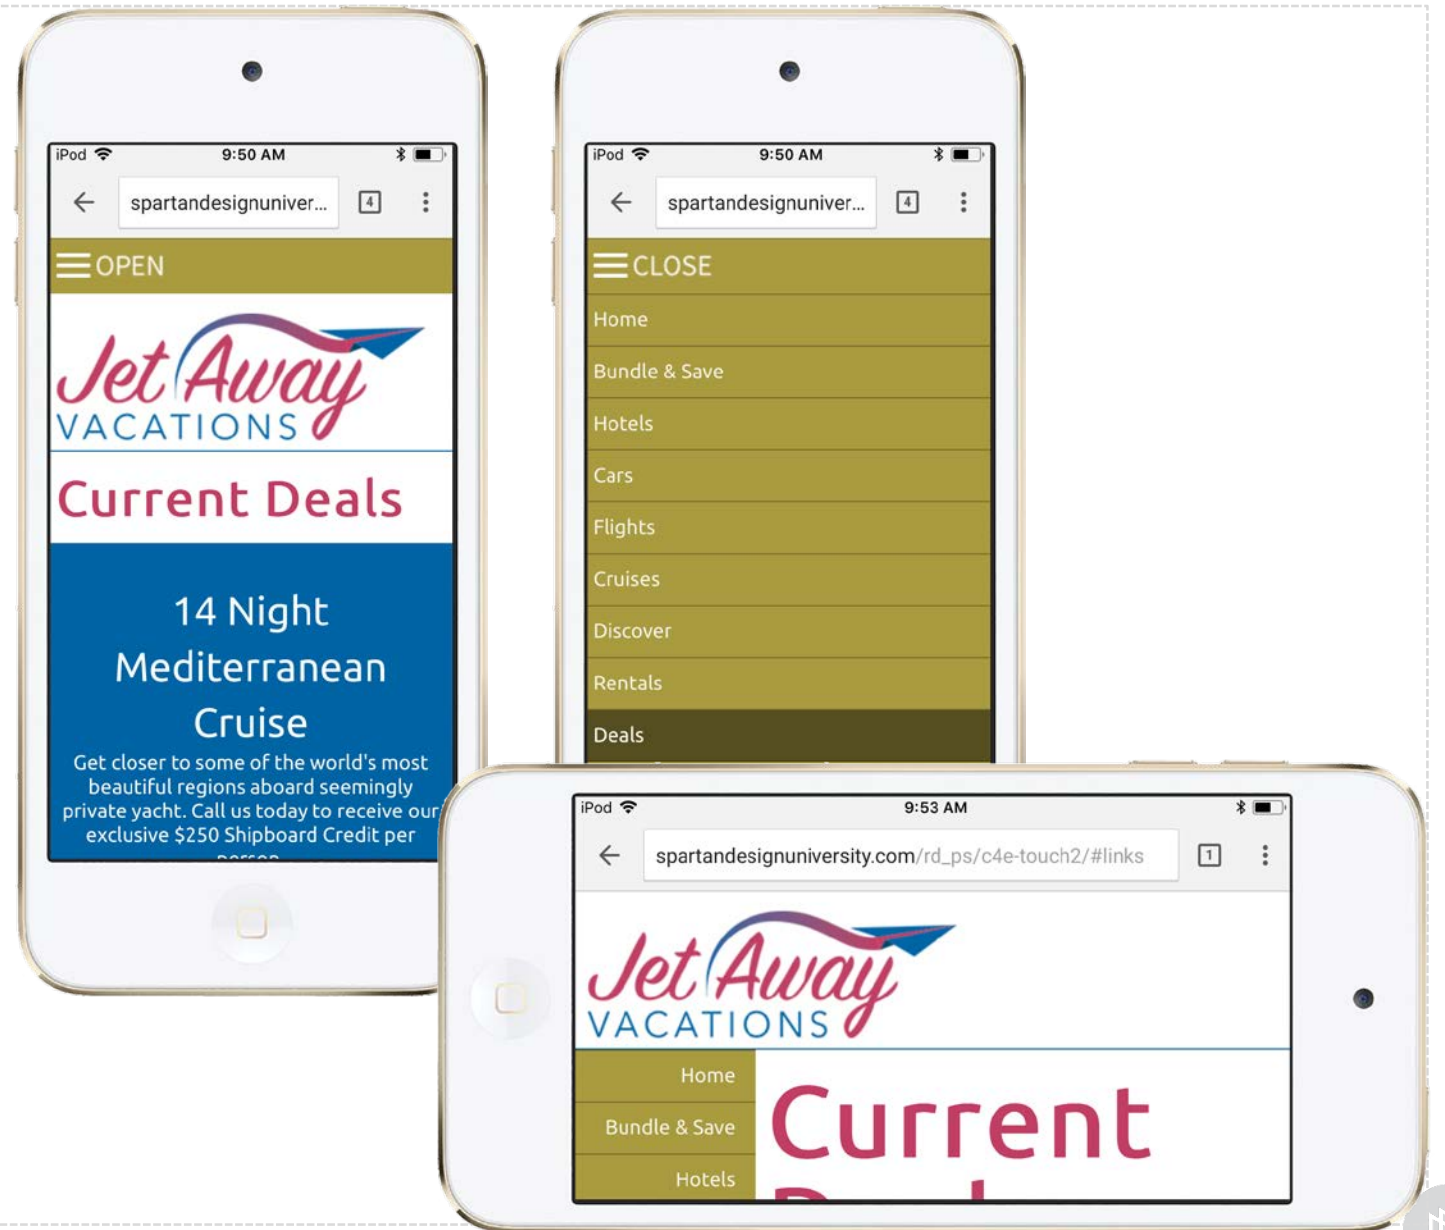 iPod 9:50 AM
spartandesignuniver... 4
OPEN
Jet Away
VACATIONS
Current Deals
14 Night
Mediterranean
Cruise
Get closer to some of the world's most
beautiful regions aboard seemingly
private yacht. Call us today to receive our
exclusive $250 Shipboard Credit per
person
iPod 9:50 AM
spartandesignuniver... 4
CLOSE
Home
Bundle & Save
Hotels
Cars
Flights
Cruises
Discover
Rentals
Deals
iPod 9:53 AM
spartandesignuniversity.com/rd_ps/c4e-touch2/#links 1
Jet Away
VACATIONS
Home
Bundle & Save
Hotels
Current